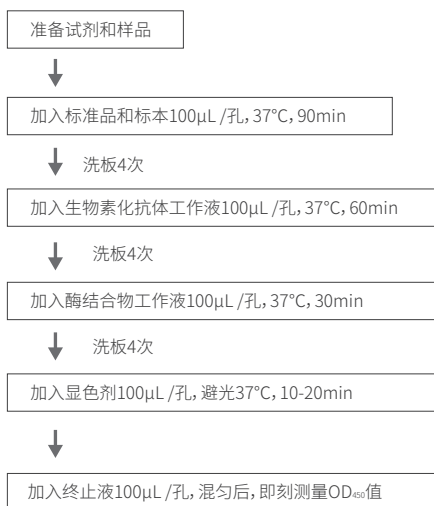 准备试剂和样品
加入标准品和标本100μL /孔，37°C，90min
洗板4次
加入生物素化抗体工作液100μL /孔，37°C，60min
洗板4次
加入酶结合物工作液100μL /孔，37°C，30min
洗板4次
加入显色剂100μL /孔，避光37°C，10-20min
加入终止液100μL /孔，混匀后，即刻测量OD₄₅₀值